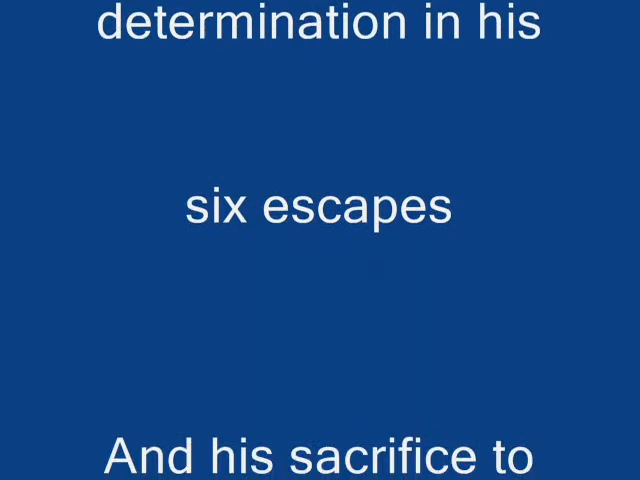 determination in his
six escapes
And his sacrifice to